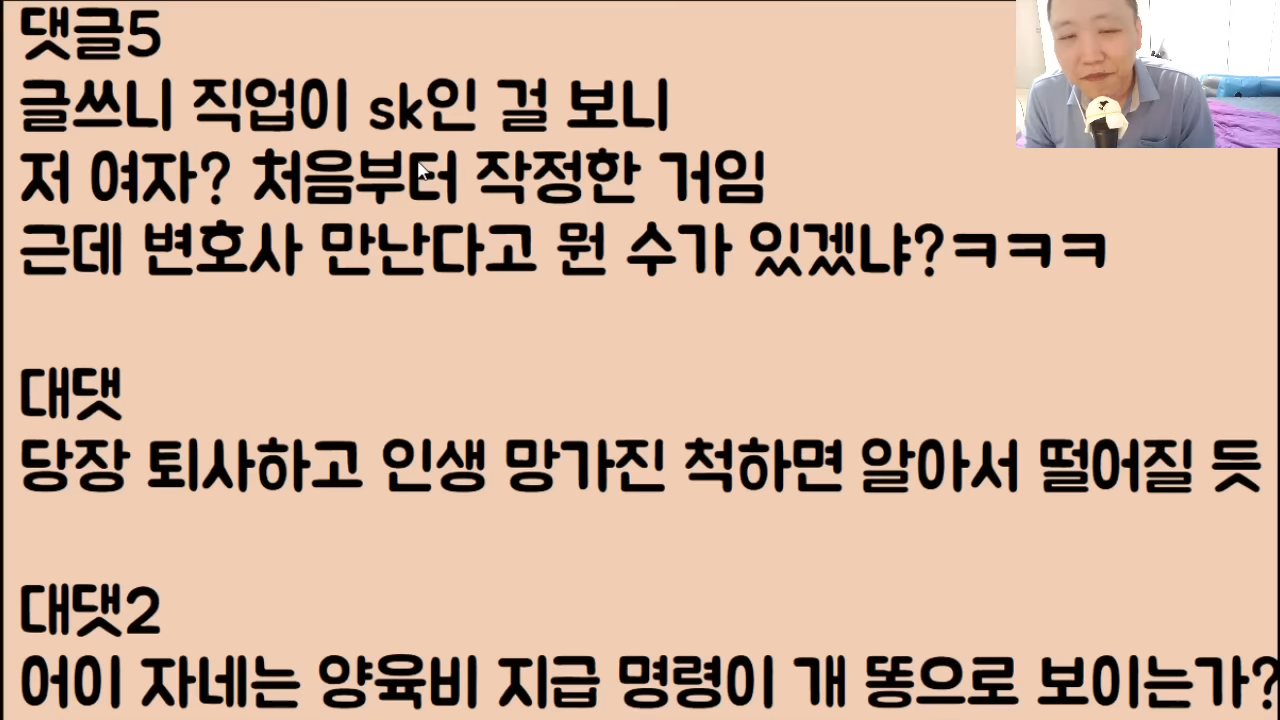 댓글5
글쓰니 직업이 sk인 걸 보니
저 여자? 처음부터 작정한 거임
근데 변호사 만난다고 뭔 수가 있겠냐?ㅋㅋㅋ
대댓
당장 퇴사하고 인생 망가진 척하면 알아서 떨어질 듯
대댓2
어이 자네는 양육비 지급 명령이 개 똥으로 보이는가?